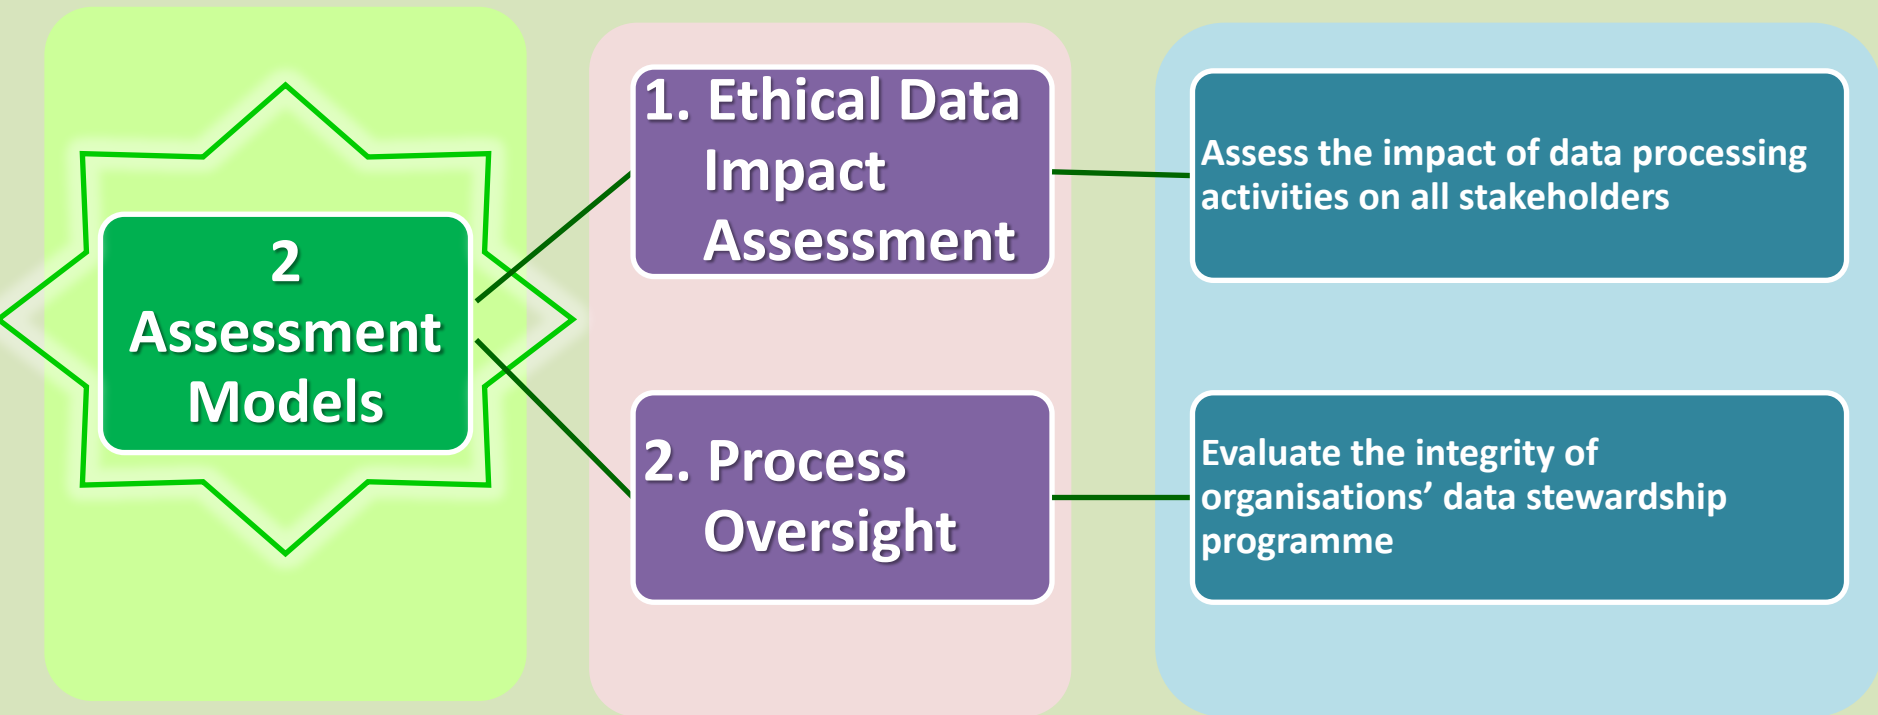 2
Assessment
Models
1. Ethical Data
Impact
Assessment
Assess the impact of data processing
activities on all stakeholders
2. Process
Oversight
Evaluate the integrity of
organisations’ data stewardship
programme